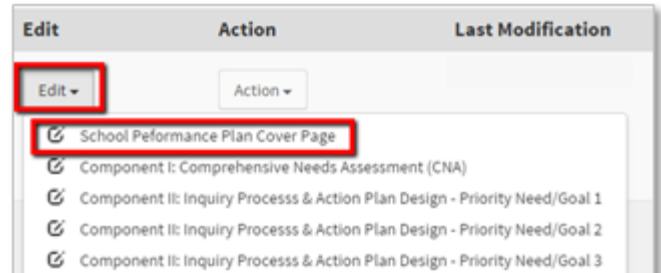 Edit Action Last Modification
Edit Action
School Peformance Plan Cover Page
Component I: Comprehensive Needs Assessment (CNA)
Component II: Inquiry Processs & Action Plan Design - Priority Need/Goal 1
Component II: Inquiry Processs & Action Plan Design - Priority Need/Goal 2
Component II: Inquiry Processs & Action Plan Design - Priority Need/Goal 3